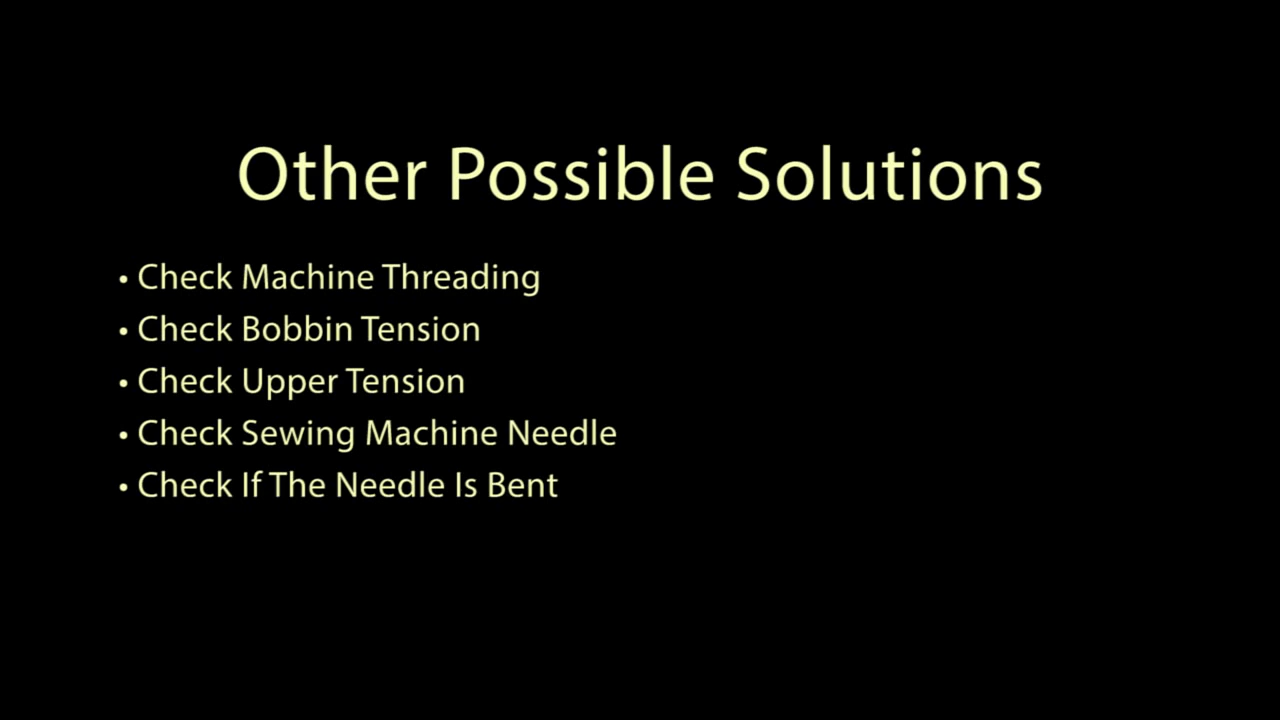 Other Possible Solutions
• Check Machine Threading
• Check Bobbin Tension
• Check Upper Tension
• Check Sewing Machine Needle
• Check If The Needle Is Bent